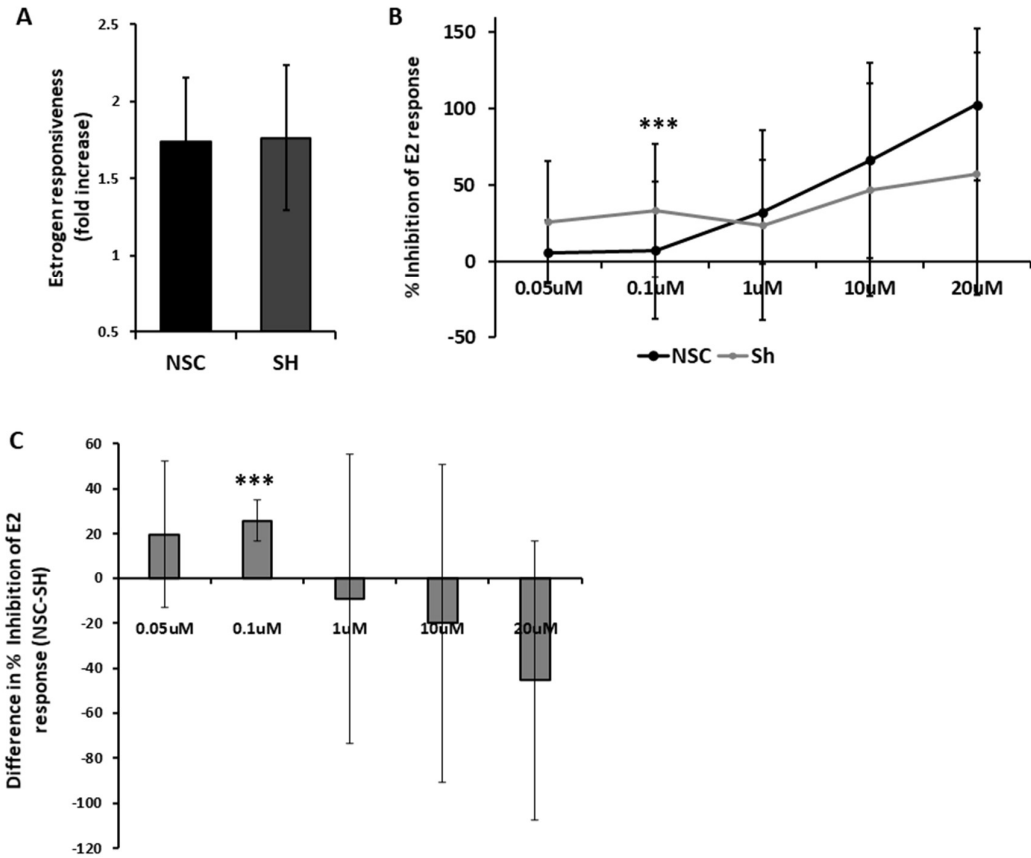 A
Estrogen responsiveness
(fold increase)
2.5
2
1.5
1
0.5
NSC SH
B
% Inhibition of E2 response
150
100
50
0
-50
***
0.05uM 0.1uM 1uM 10uM 20uM
NSC Sh
C
Difference in % Inhibition of E2
response (NSC-SH)
60
40
20
0
-20
-40
-60
-80
-100
-120
***
0.05uM 0.1uM 1uM 10uM 20uM